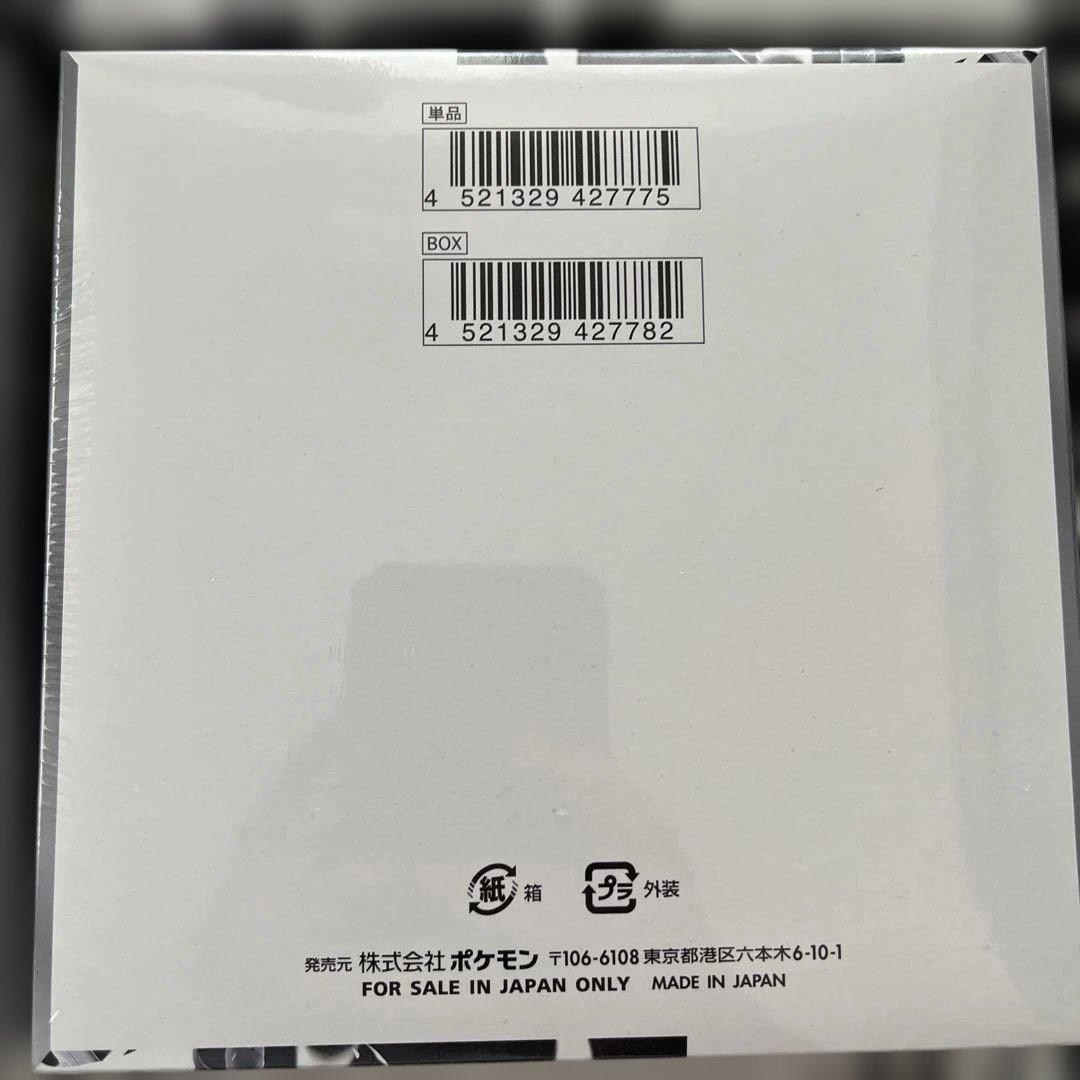 単品
4 521329 427775
BOX
4 521329 427782
紙 箱 プラ 外装
発売元 株式会社ポケモン 〒106-6108 東京都港区六本木6-10-1
FOR SALE IN JAPAN ONLY MADE IN JAPAN